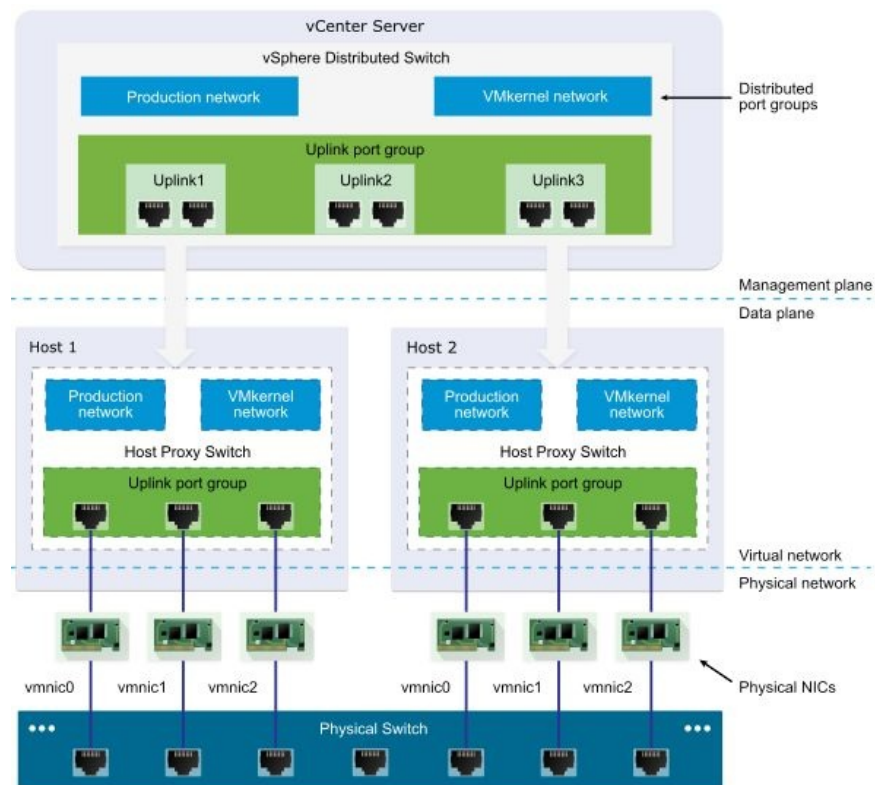 vCenter Server
vSphere Distributed Switch
Production network
VMkernel network
Distributed
port groups
Uplink port group
Uplink1
Uplink2
Uplink3
Management plane
Data plane
Host 1
Production
network
VMkernel
network
Host Proxy Switch
Uplink port group
Host 2
Production
network
VMkernel
network
Host Proxy Switch
Uplink port group
Virtual network
Physical network
vmnic0
vmnic1
vmnic2
vmnic0
vmnic1
vmnic2
Physical NICs
Physical Switch